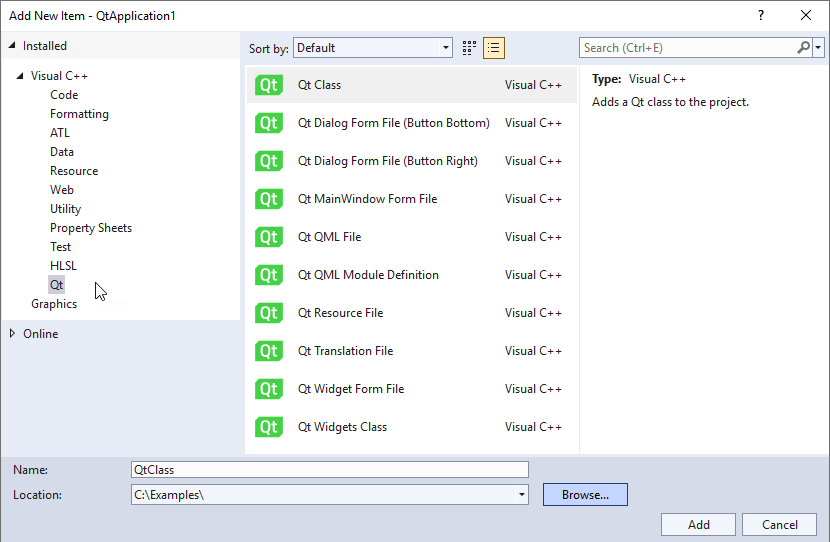 Add New Item - QtApplication1 ?
Installed
Sort by: Default
Search (Ctrl+E)
Visual C++
Code
Formatting
ATL
Data
Resource
Web
Utility
Property Sheets
Test
HLSL
Qt
Graphics
Online
Qt Qt Class Visual C++
Qt Qt Dialog Form File (Button Bottom) Visual C++
Qt Qt Dialog Form File (Button Right) Visual C++
Qt Qt MainWindow Form File Visual C++
Qt Qt QML File Visual C++
Qt Qt QML Module Definition Visual C++
Qt Qt Resource File Visual C++
Qt Qt Translation File Visual C++
Qt Qt Widget Form File Visual C++
Qt Qt Widgets Class Visual C++
Type: Visual C++
Adds a Qt class to the project.
Name: QtClass
Location: C:\Examples\ Browse...
Add Cancel